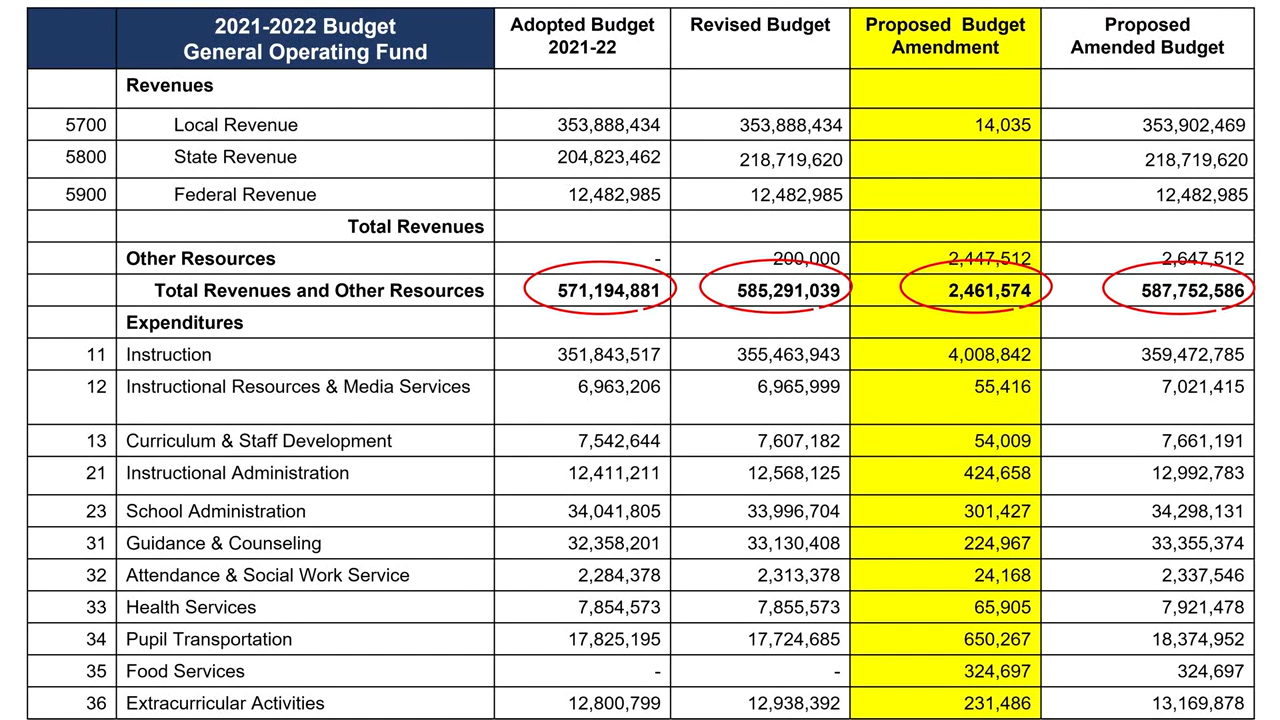 2021-2022 Budget General Operating Fund Adopted Budget 2021-22 Revised Budget Proposed Budget Amendment Proposed Amended Budget
Revenues
5700 Local Revenue 353,888,434 353,888,434 14,035 353,902,469
5800 State Revenue 204,823,462 218,719,620 218,719,620
5900 Federal Revenue 12,482,985 12,482,985 12,482,985
Total Revenues
Other Resources - 200,000 2,447,512 2,647,512
Total Revenues and Other Resources 571,194,881 585,291,039 2,461,574 587,752,586
Expenditures
11 Instruction 351,843,517 355,463,943 4,008,842 359,472,785
12 Instructional Resources & Media Services 6,963,206 6,965,999 55,416 7,021,415
13 Curriculum & Staff Development 7,542,644 7,607,182 54,009 7,661,191
21 Instructional Administration 12,411,211 12,568,125 424,658 12,992,783
23 School Administration 34,041,805 33,996,704 301,427 34,298,131
31 Guidance & Counseling 32,358,201 33,130,408 224,967 33,355,374
32 Attendance & Social Work Service 2,284,378 2,313,378 24,168 2,337,546
33 Health Services 7,854,573 7,855,573 65,905 7,921,478
34 Pupil Transportation 17,825,195 17,724,685 650,267 18,374,952
35 Food Services - - 324,697 324,697
36 Extracurricular Activities 12,800,799 12,938,392 231,486 13,169,878